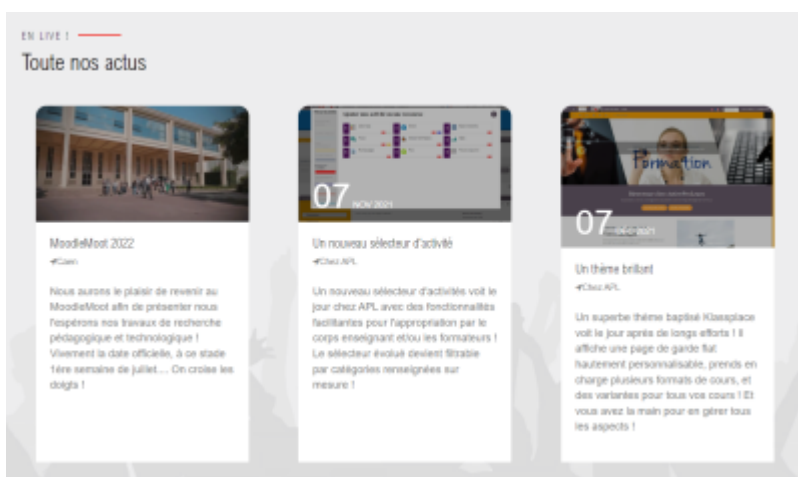 EN LIVE !
Toute nos actus
MoodleMoot 2022
Caen
Nous aurons le plaisir de revenir au
MoodleMoot afin de présenter nous
l'espérons nos travaux de recherche
pédagogique et technologique !
Vivement la date officielle, à ce stade
1ère semaine de juillet.... On croise les
doigts !
07 NOV 2021
Un nouveau sélecteur d'activité
Chez APL
Un nouveau sélecteur d'activités voit le
jour chez APL avec des fonctionnalités
facilitantes pour l'appropriation par le
corps enseignant et/ou les formateurs !
Le sélecteur évolué devient filtrable
par catégories renseignées sur
mesure !
Formation
07 DÉC 2021
Un thème brillant
Chez APL
Un superbe thème baptisé Klassplace
voit le jour après de longs efforts ! Il
affiche une page de garde flat
hautement personnalisable, prends en
charge plusieurs formats de cours, et
des variantes pour tous vos cours ! Et
vous avez la main pour en gérer tous
les aspects !